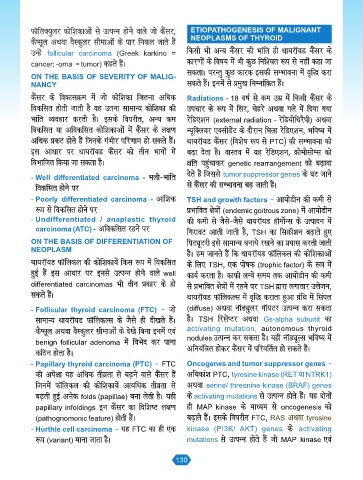 फॉलिक्युलर कोशिकाओं से उत्पन्न होने वाले जो कैंसर,
कैप्सूल अथवा वैस्कुलर सीमाओं के पार निकल जाते हैं
उन्हें follicular carcinoma (Greek karkino =
cancer; -oma = tumor) कहते हैं।
ON THE BASIS OF SEVERITY OF MALIG-
NANCY
कैंसर के विकासक्रम में जो कोशिका जितना अधिक
विकसित होती जाती है वह उतना सामान्य कोशिका की
भांति व्यवहार करती है। इसके विपरीत, अन्य कम
विकसित या अविकसित कोशिकाओं में कैंसर के लक्षण
अधिक प्रकट होते हैं जिनके गंभीर परिणाम हो सकते हैं।
इस आधार पर थायरॉयड कैंसर को तीन भागों में
विभाजित किया जा सकता है।
- Well differentiated carcinoma - भली-भांति
विकसित होने पर
- Poorly differentiated carcinoma - आंशिक
रूप से विकसित होने पर
- Undifferentiated / anaplastic thyroid
carcinoma (ATC) - अविकसित रहने पर
ON THE BASIS OF DIFFERENTIATION OF
NEOPLASM
थायरॉयड फॉलिकल की कोशिकायें किस रूप में विकसित
हुई हैं इस आधार पर इनसे उत्पन्न होने वाले well
differentiated carcinomas भी तीन प्रकार के हो
सकते हैं।
- Follicular thyroid carcinoma (FTC) – जो
सामान्य थायरॉयड फॉलिकल्स के जैसे ही दीखते हैं।
कैप्सूल अथवा वैस्कुलर सीमाओं के देखे बिना इनमें एवं
benign follicular adenoma में विभेद कर पाना
कठिन होता है।
- Papillary thyroid carcinoma (PTC) – FTC
की अपेक्षा यह अधिक तीव्रता से बढ़ने वाले कैंसर हैं
जिनमें फॉलिकल की कोशिकायें अत्यधिक तीव्रता से
बढ़ती हुई अनेक folds (papillae) बना लेती हैं। यही
papillary infoldings इन कैंसर का विशिष्ट लक्षण
(pathognomonic feature) होती हैं।
- Hurthle cell carcinoma – यह FTC का ही एक
रूप (variant) माना जाता है।
ETIOPATHOGENESIS OF MALIGNANT
NEOPLASMS OF THYROID
किसी भी अन्य कैंसर की भांति ही थायरॉयड कैंसर के
कारणों के विषय में भी कुछ निश्चित रूप से नहीं कहा जा
सकता। परन्तु कुछ कारक इसकी सम्भावना में वृद्धि करा
सकते हैं। इनमें से प्रमुख निम्नांकित हैं।
Radiations - 18 वर्ष से कम उम्र में किसी कैंसर के
उपचार के रूप में सिर, चेहरे अथवा गले में दिया गया
रेडिएशन (external radiation - रेडियोथिरैपी) अथवा
न्यूक्लियर एक्सीडेंट के दौरान मिला रेडिएशन, भविष्य में
थायरॉयड कैंसर (विशेष रूप से PTC) की सम्भावना को
बढ़ा देता है। वास्तव में यह रेडिएशन, क्रोमोसोम्स को
क्षति पहुंचाकर genetic rearrangement को बढ़ावा
देते हैं जिससे tumor suppressor genes के घट जाने
से कैंसर की सम्भावना बढ़ जाती है।
TSH and growth factors – आयोडीन की कमी से
प्रभावित क्षेत्रों (endemic goitrous zone) में आयोडीन
की कमी से जैसे-जैसे थायरॉयड हॉर्मोन्स के उत्पादन में
गिरावट आती जाती है, TSH का सिक्रीशन बढ़ाते हुए
पिट्यूटरी इसे सामान्य बनाये रखने का प्रयास करती जाती
है। हम जानते हैं कि थायरॉयड फॉलिकल की कोशिकाओं
के लिए TSH, एक पोषक (trophic factor) के रूप में
कार्य करता है। काफी लम्बे समय तक आयोडीन की कमी
से प्रभावित क्षेत्रों में रहने पर TSH द्वारा लगातार उत्तेजन,
थायरॉयड फॉलिकल्स में वृद्धि कराता हुआ ग्रंथि में विसरित
(diffuse) अथवा नॉड्युलर गॉयटर उत्पन्न करा सकता
है। TSH रिसेप्टर अथवा Gs-alpha subunit का
activating mutation, autonomous thyroid
nodules उत्पन्न कर सकता है। यही नॉड्यूल्स भविष्य में
अनियंत्रित होकर कैंसर में परिवर्तित हो सकते हैं।
Oncogenes and tumor suppressor genes –
अधिकांश PTC, tyrosine kinase (RET या NTRK1)
अथवा serine/ threonine kinase (BRAF) genes
के activating mutations से उत्पन्न होते हैं। यह दोनों
ही MAP kinase के माध्यम से oncogenesis को
बढ़ाते हैं। इसके विपरीत FTC, RAS अथवा tyrosine
kinase (PI3K/ AKT) genes के activating
mutations से उत्पन्न होते हैं जो MAP kinase एवं
130